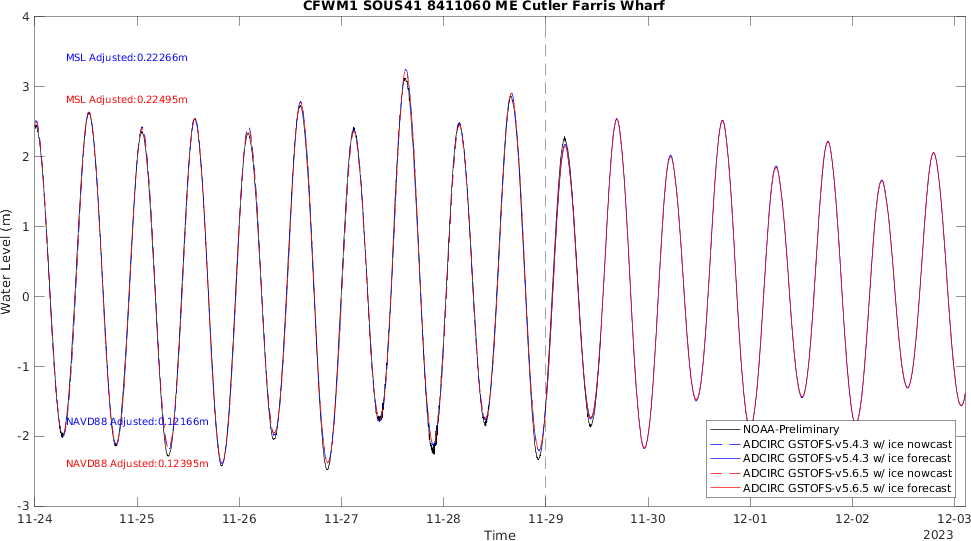 CFWM1 SOUS41 8411060 ME Cutler Farris Wharf
4
3
2
1
0
-1
-2
-3
Water Level (m)
MSL Adjusted:0.22266m
MSL Adjusted:0.22495m
NAVD88 Adjusted:0.12166m
NAVD88 Adjusted:0.12395m
NOAA-Preliminary
ADCIRC GSTOFS-v5.4.3 w/ ice nowcast
ADCIRC GSTOFS-v5.4.3 w/ ice forecast
ADCIRC GSTOFS-v5.6.5 w/ ice nowcast
ADCIRC GSTOFS-v5.6.5 w/ ice forecast
11-24 11-25 11-26 11-27 11-28 11-29 11-30 12-01 12-02 12-03
Time
2023